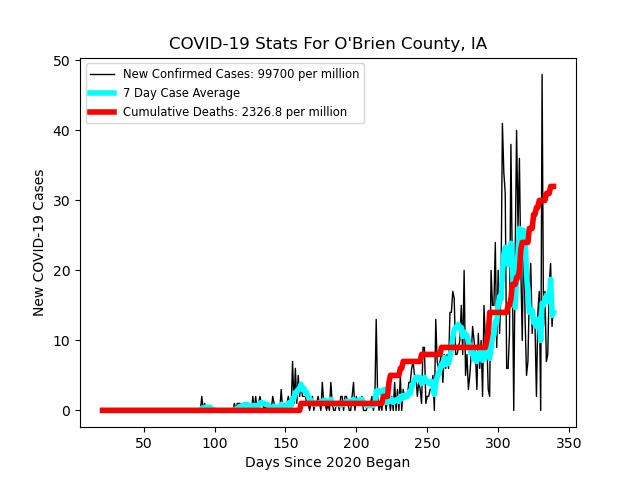 COVID-19 Stats For O'Brien County, IA
New Confirmed Cases: 99700 per million
7 Day Case Average
Cumulative Deaths: 2326.8 per million
New COVID-19 Cases
50
40
30
20
10
0
50 100 150 200 250 300 350
Days Since 2020 Began